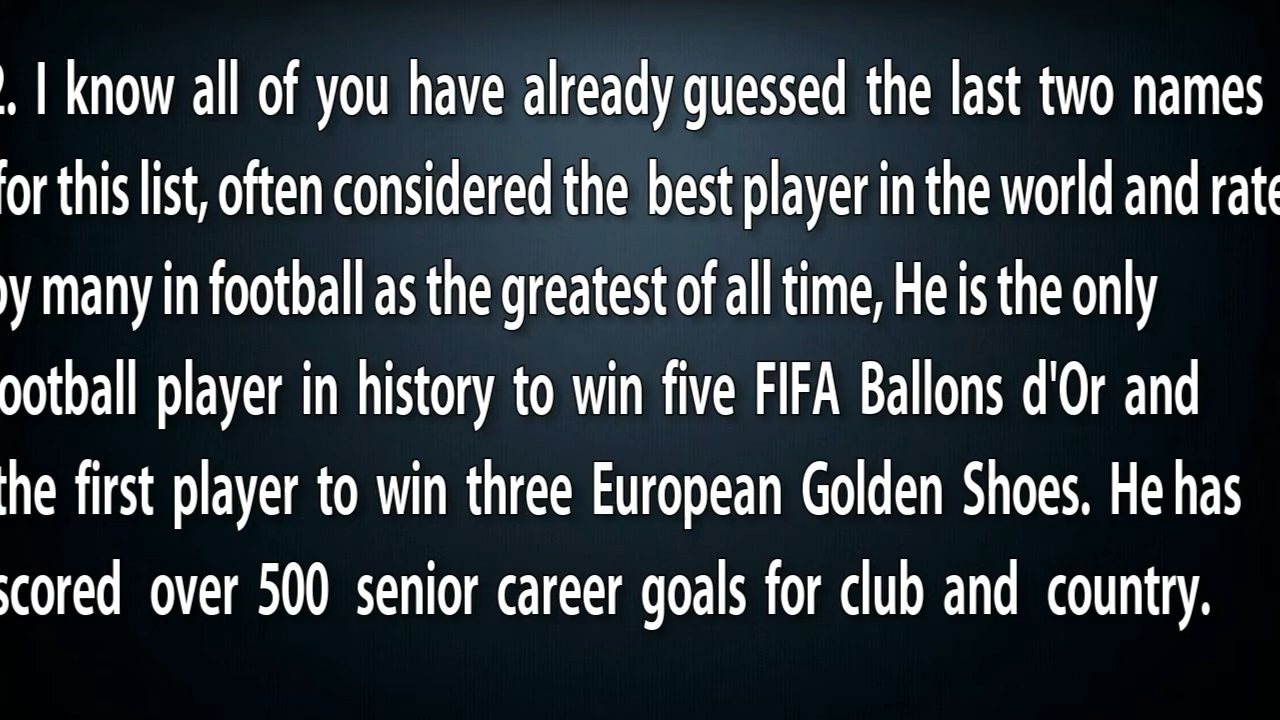 2. I know all of you have already guessed the last two names
for this list, often considered the best player in the world and rate
by many in football as the greatest of all time, He is the only
ootball player in history to win five FIFA Ballons d'Or and
the first player to win three European Golden Shoes. He has
scored over 500 senior career goals for club and country.